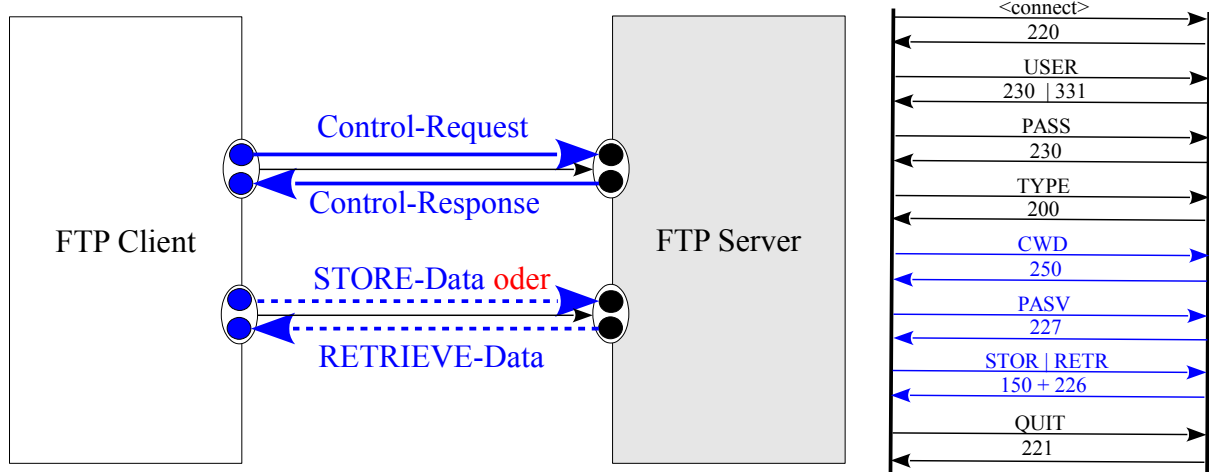 Control-Request
Control-Response
FTP Client
FTP Server
STORE-Data oder
RETRIEVE-Data
<connect>
220
USER
230 | 331
PASS
230
TYPE
200
CWD
250
PASV
227
STOR | RETR
150 + 226
QUIT
221